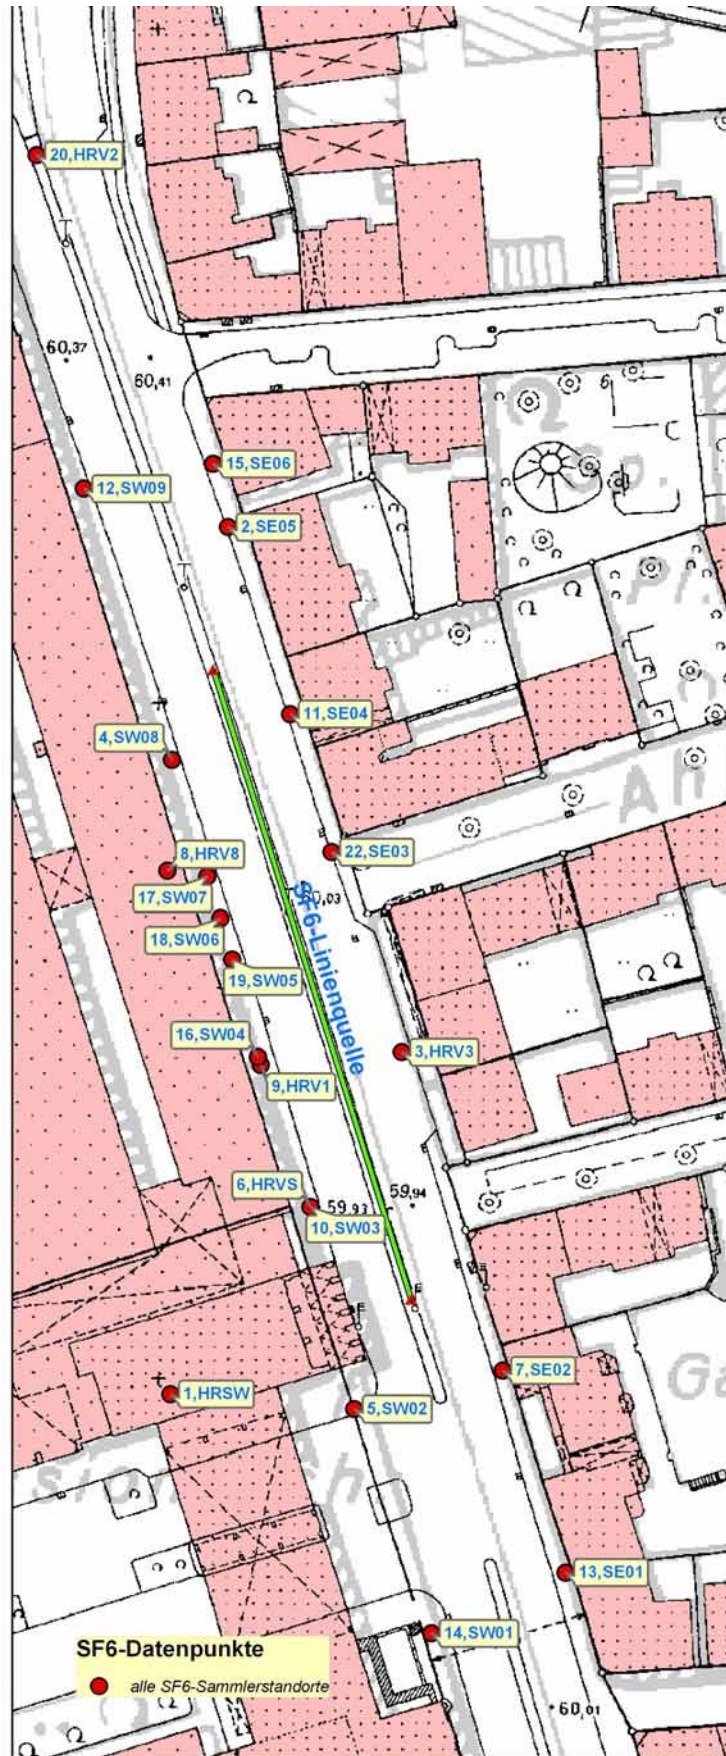 20,HRV2
60,37
60,41
15,SE06
12,SW09
2,SE05
11,SE04
4,SW08
Ah
22,SE03
8,HRV8
17,SW07
18,SW06
19,SW05
SF6-Linienquelle
16,SW04
3,HRV3
9,HRV1
6,HRVS
59,93
59,94
10,SW03
7,SE02
Ga
1,HRSW
5,SW02
13,SE01
14,SW01
SF6-Datenpunkte
alle SF6-Sammlerstandorte
60,01